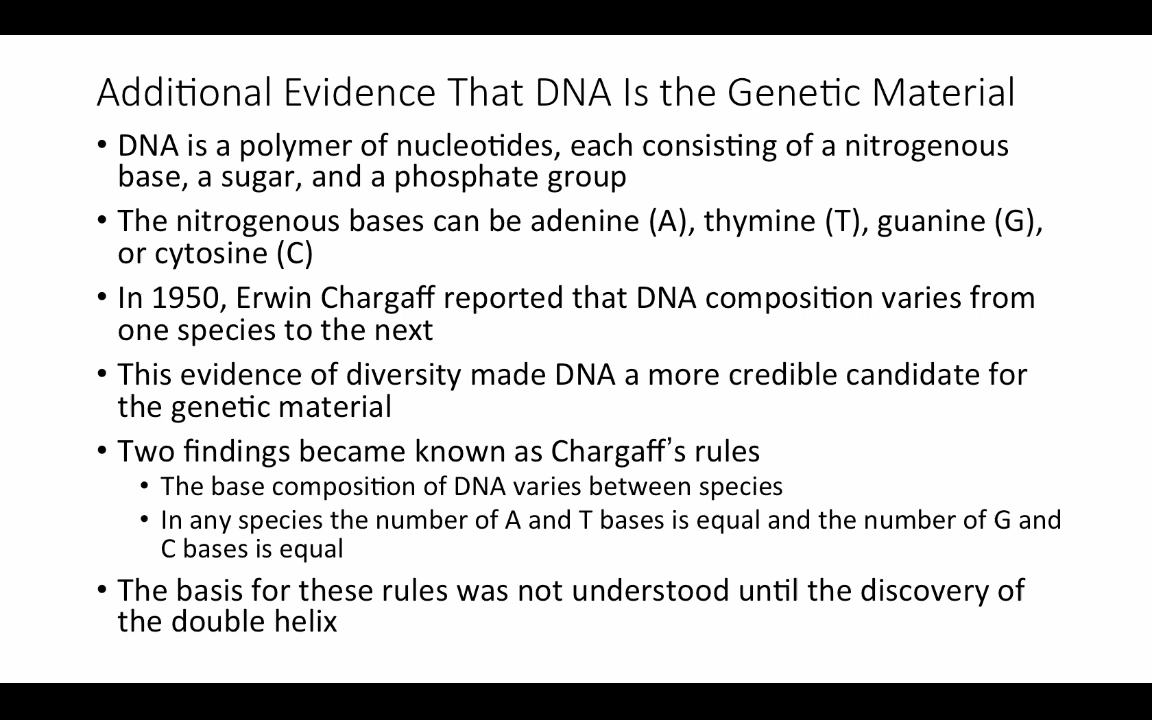 Additional Evidence That DNA Is the Genetic Material
• DNA is a polymer of nucleotides, each consisting of a nitrogenous
base, a sugar, and a phosphate group
• The nitrogenous bases can be adenine (A), thymine (T), guanine (G),
or cytosine (C)
• In 1950, Erwin Chargaff reported that DNA composition varies from
one species to the next
• This evidence of diversity made DNA a more credible candidate for
the genetic material
• Two findings became known as Chargaff’s rules
• The base composition of DNA varies between species
• In any species the number of A and T bases is equal and the number of G and
C bases is equal
• The basis for these rules was not understood until the discovery of
the double helix